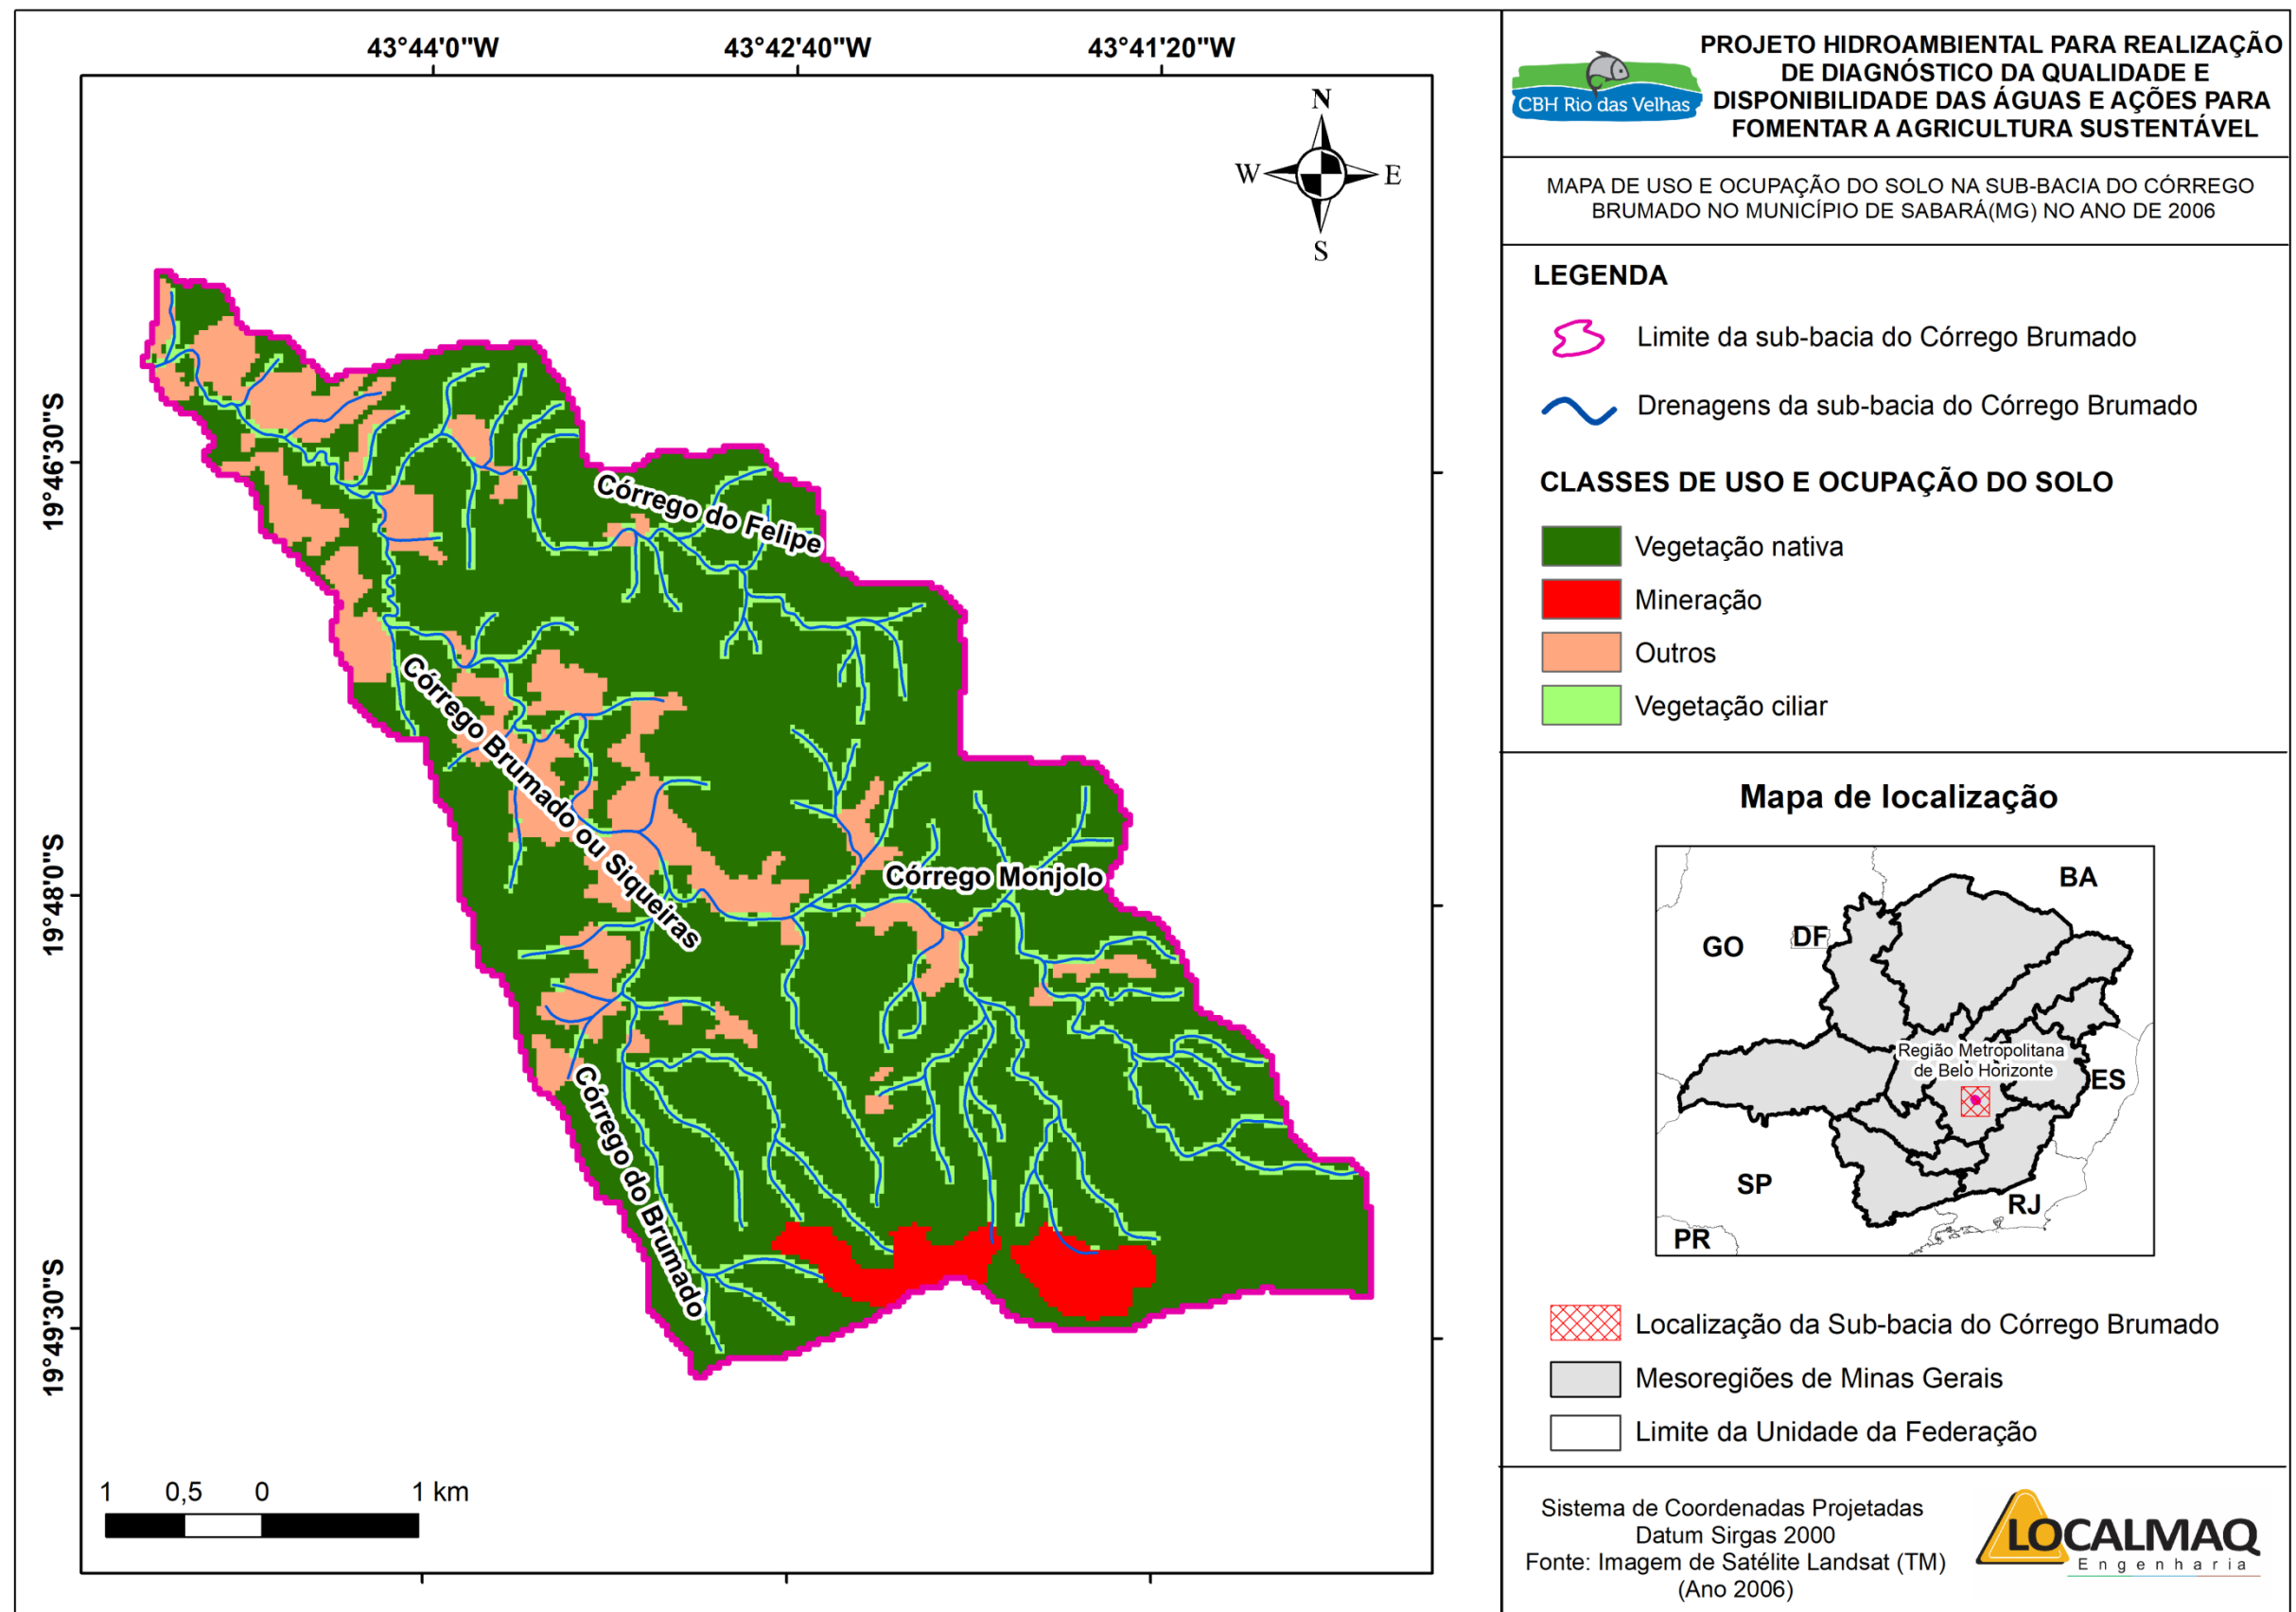 43°44'0"W
43°42'40"W
43°41'20"W
N
W
E
S
19°46'30"S
19°48'0"S
19°49'30"S
Córrego do Felipe
Córrego Brumado ou Siqueiras
Córrego Monjolo
Córrego do Brumado
1
0,5
0
1 km
CBH Rio das Velhas
PROJETO HIDROAMBIENTAL PARA REALIZAÇÃO
DE DIAGNÓSTICO DA QUALIDADE E
DISPONIBILIDADE DAS ÁGUAS E AÇÕES PARA
FOMENTAR A AGRICULTURA SUSTENTÁVEL
MAPA DE USO E OCUPAÇÃO DO SOLO NA SUB-BACIA DO CÓRREGO
BRUMADO NO MUNICÍPIO DE SABARÁ(MG) NO ANO DE 2006
LEGENDA
Limite da sub-bacia do Córrego Brumado
Drenagens da sub-bacia do Córrego Brumado
CLASSES DE USO E OCUPAÇÃO DO SOLO
Vegetação nativa
Mineração
Outros
Vegetação ciliar
Mapa de localização
BA
GO
DF
Região Metropolitana
de Belo Horizonte
ES
SP
RJ
PR
Localização da Sub-bacia do Córrego Brumado
Mesoregiões de Minas Gerais
Limite da Unidade da Federação
Sistema de Coordenadas Projetadas
Datum Sirgas 2000
Fonte: Imagem de Satélite Landsat (TM)
(Ano 2006)
LOCALMAQ
Engenharia